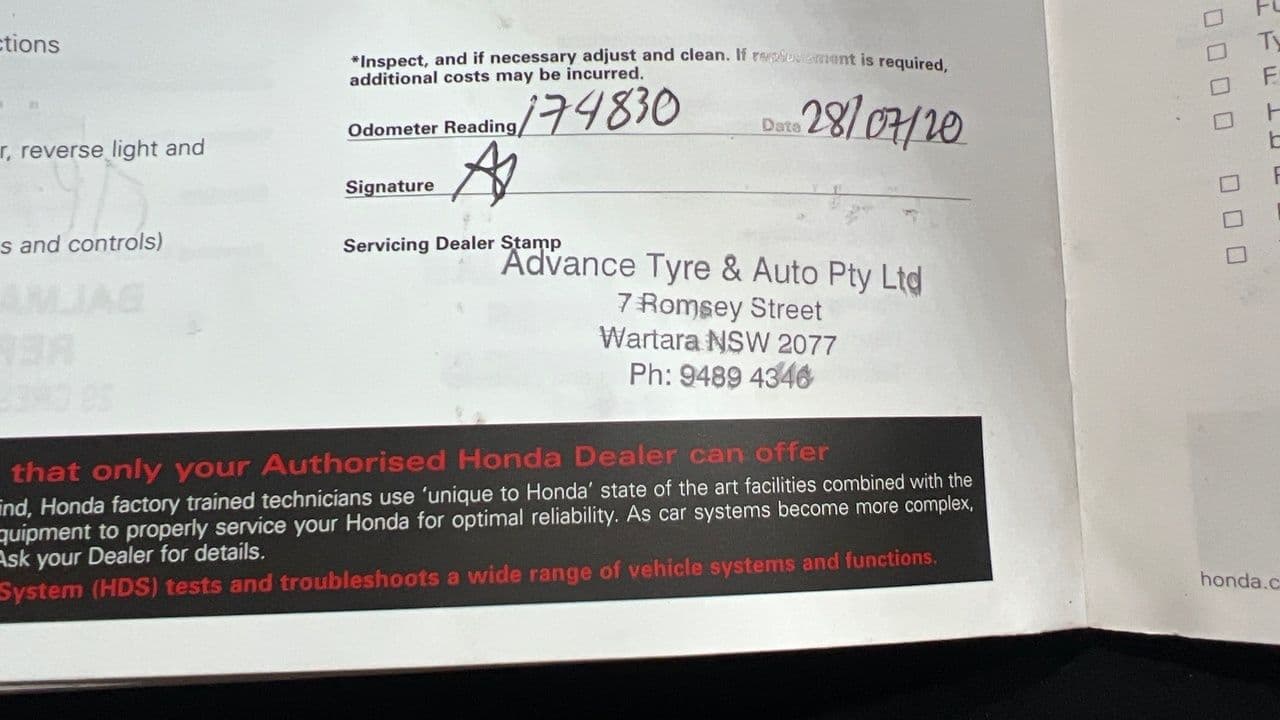 ctions
*Inspect, and if necessary adjust and clean. If replacement is required,
additional costs may be incurred.
Odometer Reading 174830
Date 28/07/20
r, reverse light and
Signature
s and controls)
Servicing Dealer Stamp
Advance Tyre & Auto Pty Ltd
7 Romsey Street
Wartara NSW 2077
Ph: 9489 4346
that only your Authorised Honda Dealer can offer
ind, Honda factory trained technicians use ‘unique to Honda’ state of the art facilities combined with the
quipment to properly service your Honda for optimal reliability. As car systems become more complex,
Ask your Dealer for details.
System (HDS) tests and troubleshoots a wide range of vehicle systems and functions.
honda.c